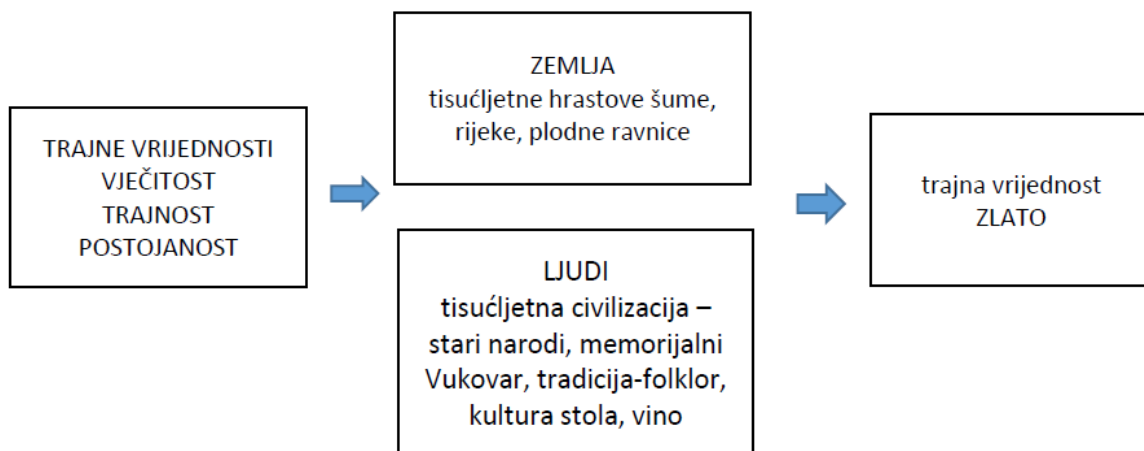 TRAJNE VRIJEDNOSTI
VJEČITOST
TRAJNOST
POSTOJANOST
ZEMLJA
tisućljetne hrastove šume,
rijeke, plodne ravnice
LJUDI
tisućljetna civilizacija –
stari narodi, memorijalni
Vukovar, tradicija-folklor,
kultura stola, vino
trajna vrijednost
ZLATO